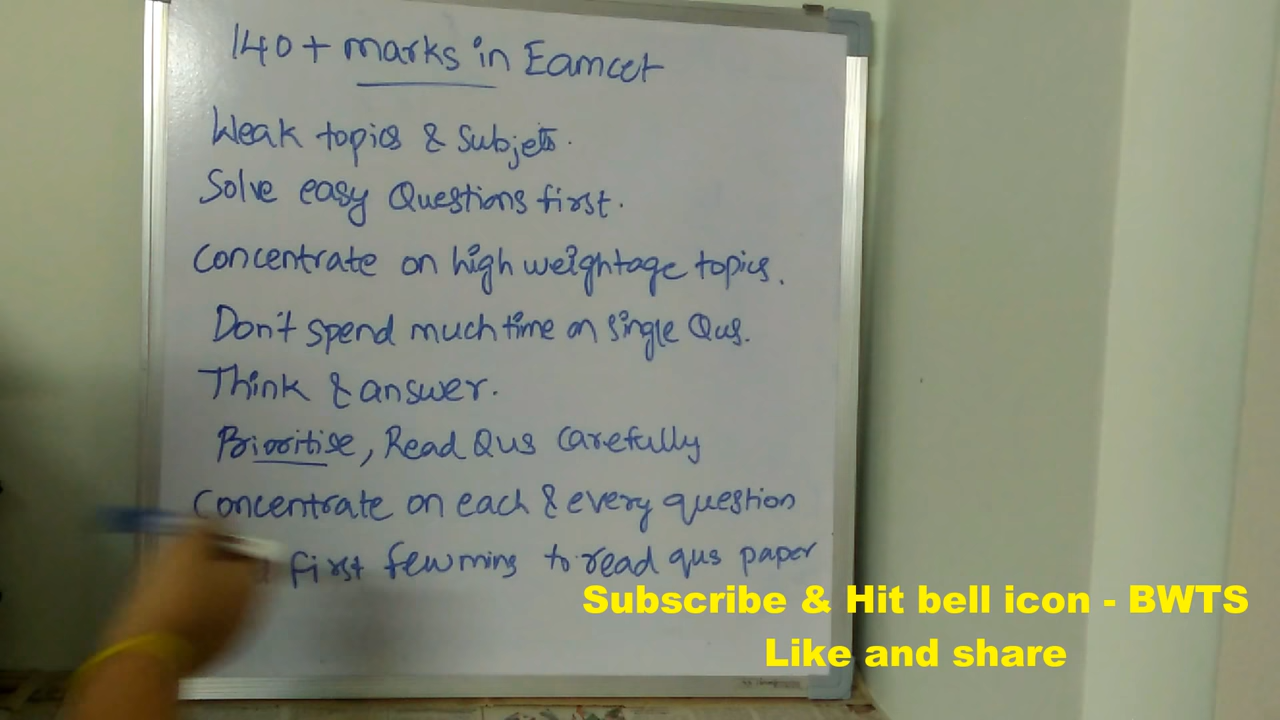 140+ marks in Eamcet
Weak topics & Subjets.
Solve easy Questions first.
Concentrate on high weightage topics.
Don't spend much time on single Qus.
Think & answer.
Prioritise, Read Qus Carefully
Concentrate on each & every question
first few mins to read qus paper
Subscribe & Hit bell icon - BWTS
Like and share